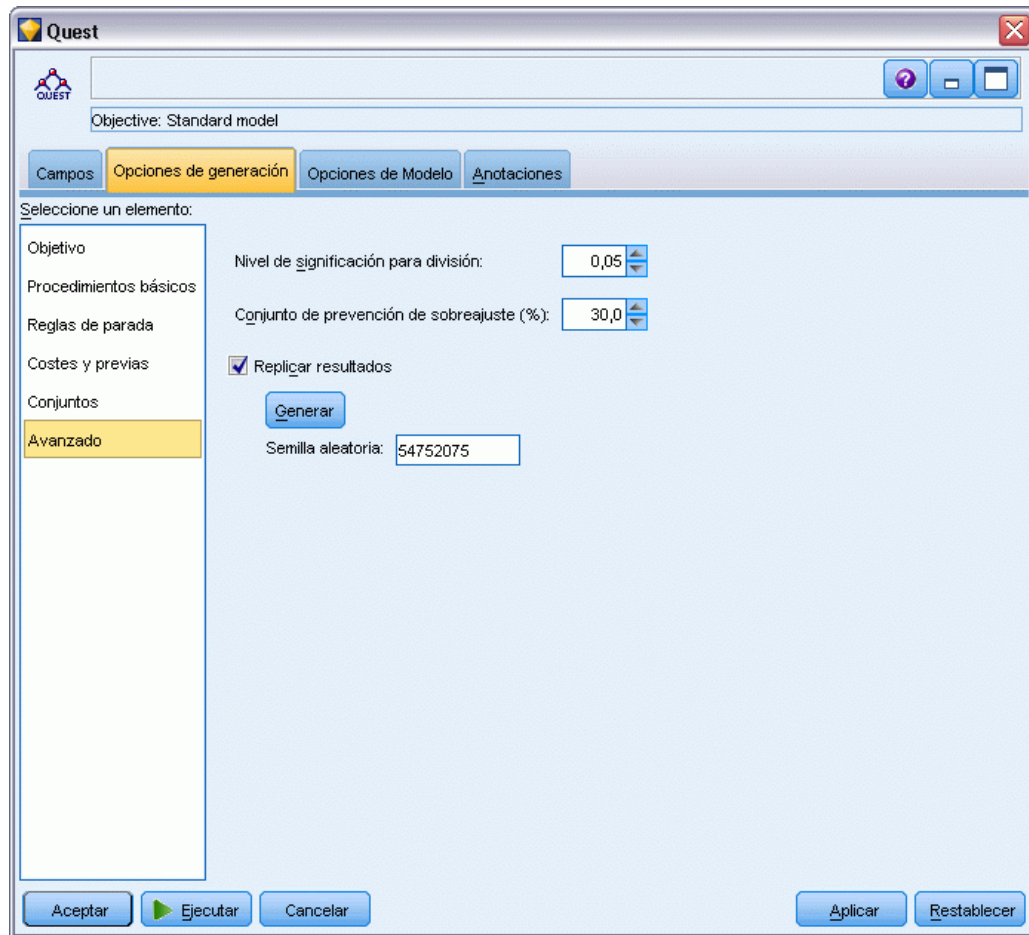 Quest
QUEST
Objective: Standard model
Campos
Opciones de generación
Opciones de Modelo
Anotaciones
Seleccione un elemento:
Objetivo
Procedimientos básicos
Reglas de parada
Costes y previas
Conjuntos
Avanzado
Nivel de significación para división: 0,05
Conjunto de prevención de sobreajuste (%): 30,0
Replicar resultados
Generar
Semilla aleatoria: 54752075
Aceptar
Ejecutar
Cancelar
Aplicar
Restablecer